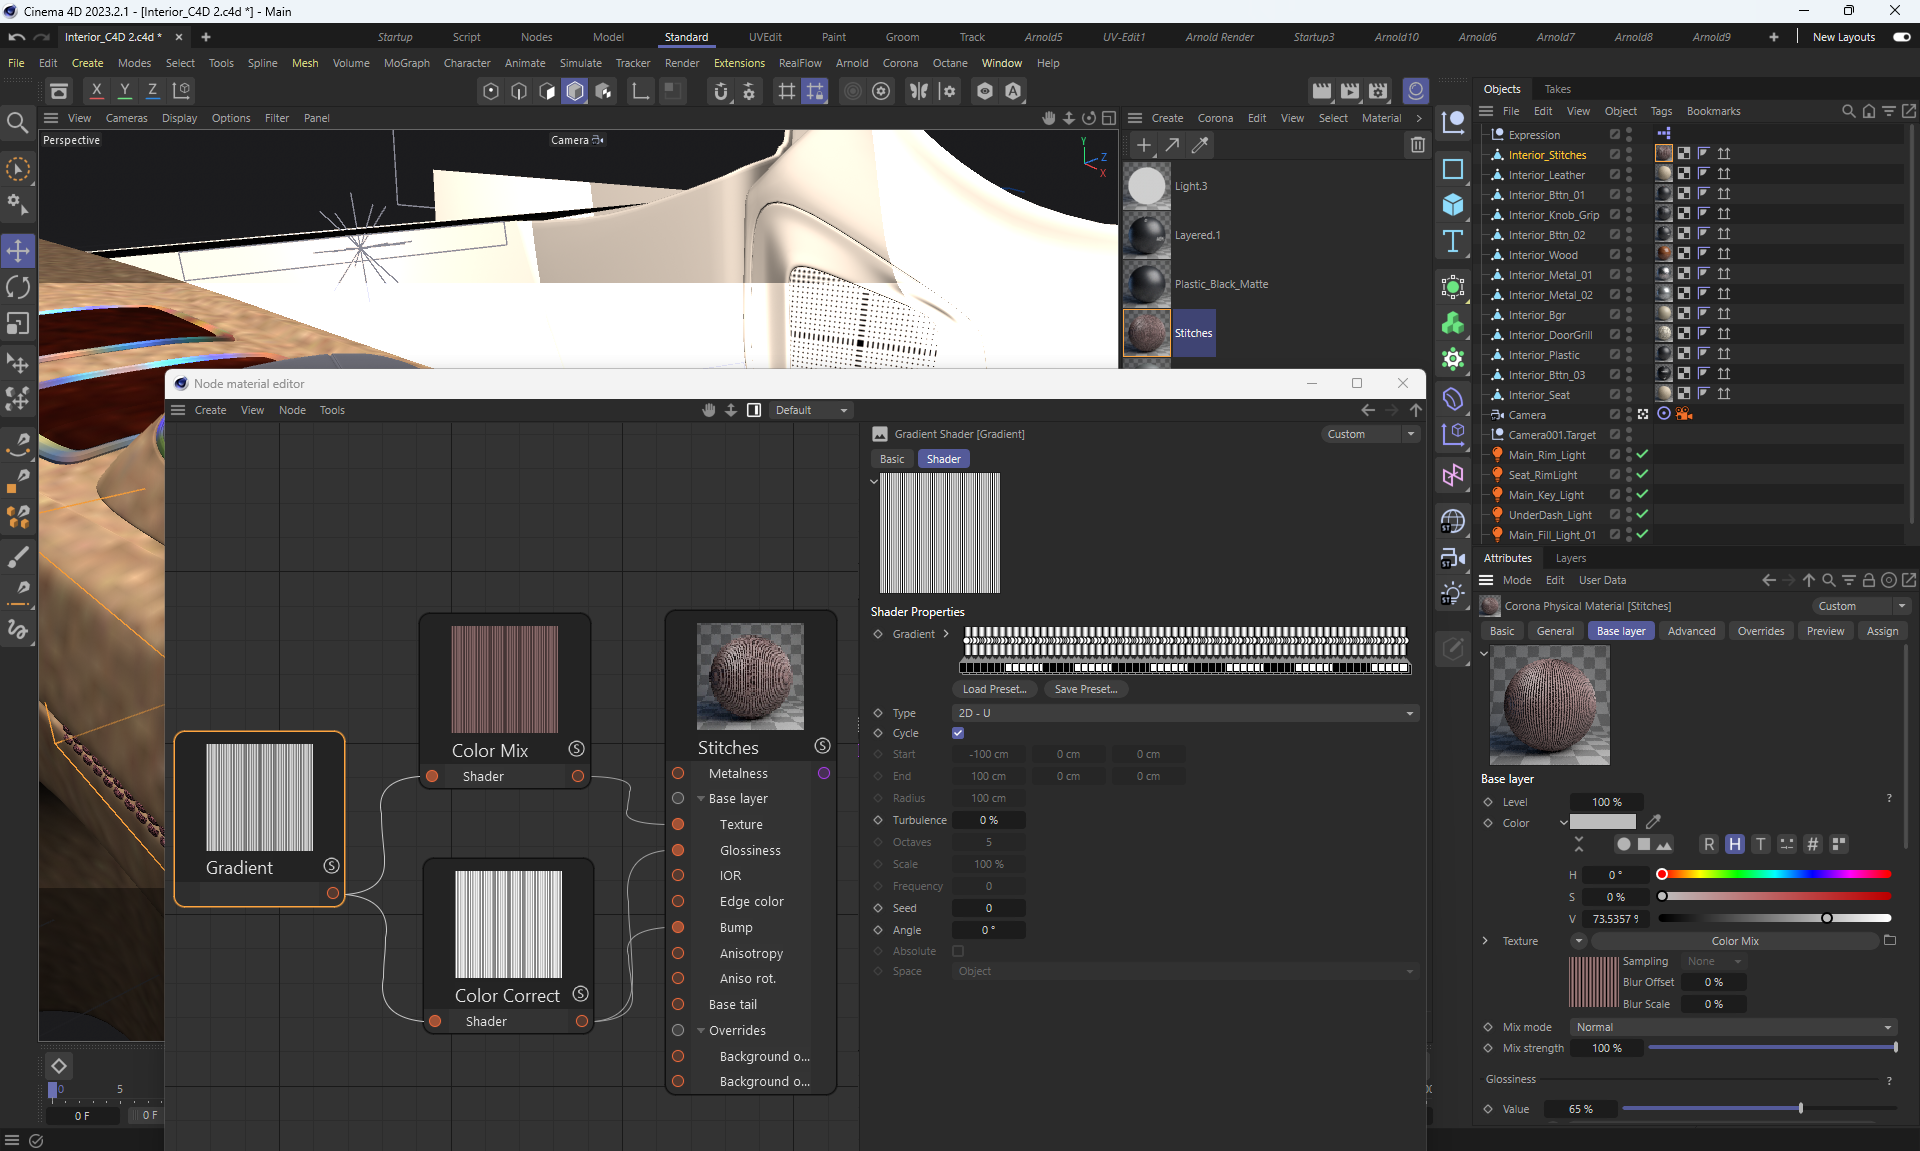 Cinema 4D 2023.2.1 - [Interior_C4D 2.c4d *] - Main
Interior_C4D 2.c4d *
Startup Script Nodes Model Standard UVEdit Paint Groom Track Arnold5 UV-Edit1 Arnold Render Startup3 Arnold10 Arnold6 Arnold7 Arnold8 Arnold9 New Layouts
File Edit Create Modes Select Tools Spline Mesh Volume MoGraph Character Animate Simulate Tracker Render Extensions RealFlow Arnold Corona Octane Window Help
X Y Z
View Cameras Display Options Filter Panel
Perspective
Camera
Y
Z
X
Create Corona Edit View Select Material
Light.3
Layered.1
Plastic_Black_Matte
Stitches
Node material editor
Create View Node Tools
Default
Gradient
Color Mix
Shader
Color Correct
Shader
Stitches
Metalness
Base layer
Texture
Glossiness
IOR
Edge color
Bump
Anisotropy
Aniso rot.
Base tail
Overrides
Background o...
Background o...
Gradient Shader [Gradient]
Custom
Basic Shader
Shader Properties
Gradient
Load Preset... Save Preset...
Type 2D - U
Cycle
Start -100 cm 0 cm 0 cm
End 100 cm 0 cm 0 cm
Radius 100 cm
Turbulence 0 %
Octaves 5
Scale 100 %
Frequency 0
Seed 0
Angle 0 °
Absolute
Space Object
0 5
0 F 0 F
X
ST
ST
ST
Objects Takes
File Edit View Object Tags Bookmarks
Expression
Interior_Stitches
Interior_Leather
Interior_Bttn_01
Interior_Knob_Grip
Interior_Bttn_02
Interior_Wood
Interior_Metal_01
Interior_Metal_02
Interior_Bgr
Interior_DoorGrill
Interior_Plastic
Interior_Bttn_03
Interior_Seat
Camera
Camera001.Target
Main_Rim_Light
Seat_RimLight
Main_Key_Light
UnderDash_Light
Main_Fill_Light_01
Attributes Layers
Mode Edit User Data
Corona Physical Material [Stitches]
Custom
Basic General Base layer Advanced Overrides Preview Assign
Base layer
Level 100 % ?
Color
R H T #
H 0 °
S 0 %
V 73.5357 %
Texture Color Mix
Sampling None
Blur Offset 0 %
Blur Scale 0 %
Mix mode Normal
Mix strength 100 %
Glossiness ?
Value 65 %